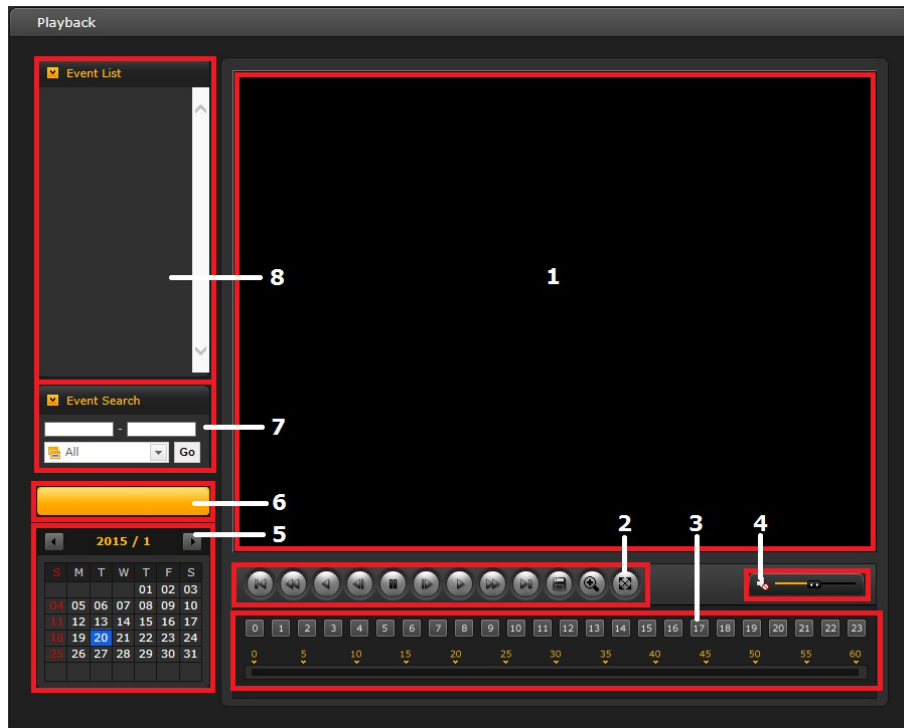 Playback
Event List
8
1
Event Search
-
7
All
Go
6
5
2015 / 1
2
3
4
S M T W T F S
01 02 03
04 05 06 07 08 09 10
11 12 13 14 15 16 17
18 19 20 21 22 23 24
25 26 27 28 29 30 31
0 1 2 3 4 5 6 7 8 9 10 11 12 13 14 15 16 17 18 19 20 21 22 23
0 5 10 15 20 25 30 35 40 45 50 55 60